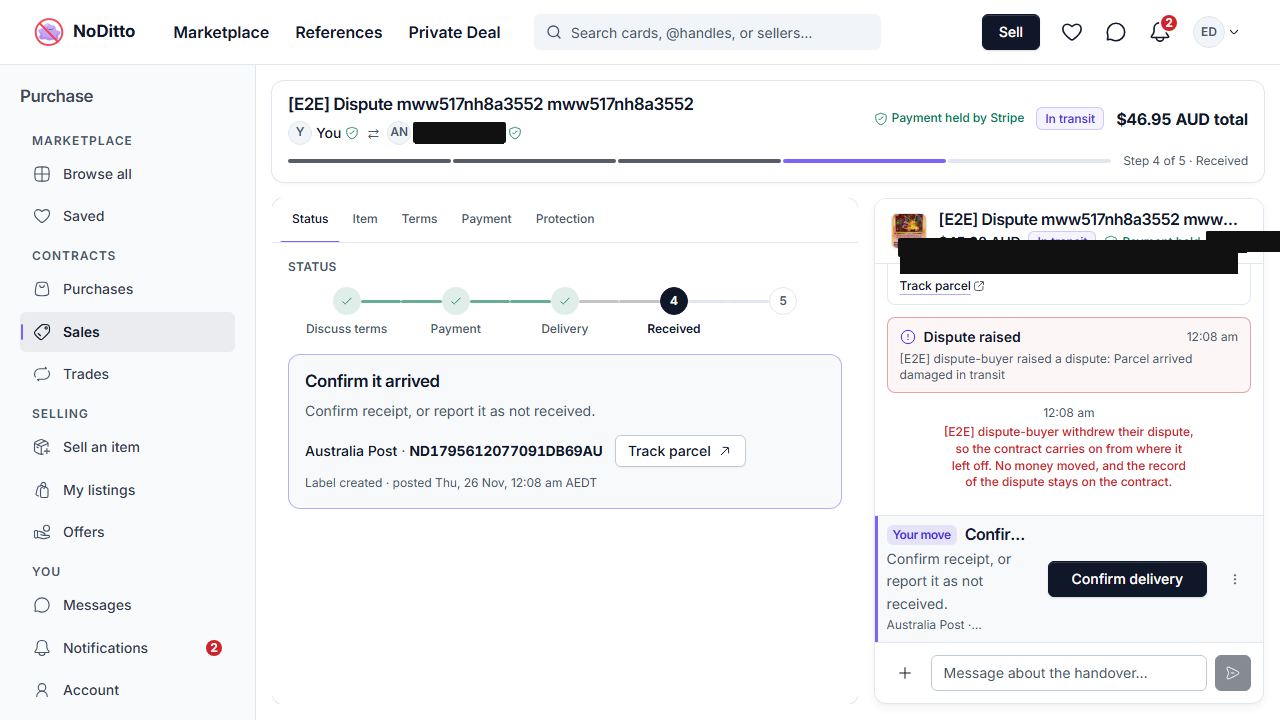 NoDitto
Marketplace
References
Private Deal
Search cards, @handles, or sellers...
Sell
2
ED
Purchase
MARKETPLACE
Browse all
Saved
CONTRACTS
Purchases
Sales
Trades
SELLING
Sell an item
My listings
Offers
YOU
Messages
Notifications
2
Account
[E2E] Dispute mww517nh8a3552 mww517nh8a3552
Y You
AN
Payment held by Stripe
In transit
$46.95 AUD total
Step 4 of 5 · Received
Status
Item
Terms
Payment
Protection
STATUS
4
5
Discuss terms
Payment
Delivery
Received
Confirm it arrived
Confirm receipt, or report it as not received.
Australia Post · ND1795612077091DB69AU
Track parcel
Label created · posted Thu, 26 Nov, 12:08 am AEDT
[E2E] Dispute mww517nh8a3552 mww...
Track parcel
Dispute raised
12:08 am
[E2E] dispute-buyer raised a dispute: Parcel arrived
damaged in transit
12:08 am
[E2E] dispute-buyer withdrew their dispute,
so the contract carries on from where it
left off. No money moved, and the record
of the dispute stays on the contract.
Your move
Confir...
Confirm receipt, or
report it as not
received.
Australia Post ·...
Confirm delivery
Message about the handover...